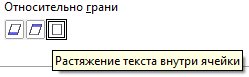 Относительно грани
Растяжение текста внутри ячейки